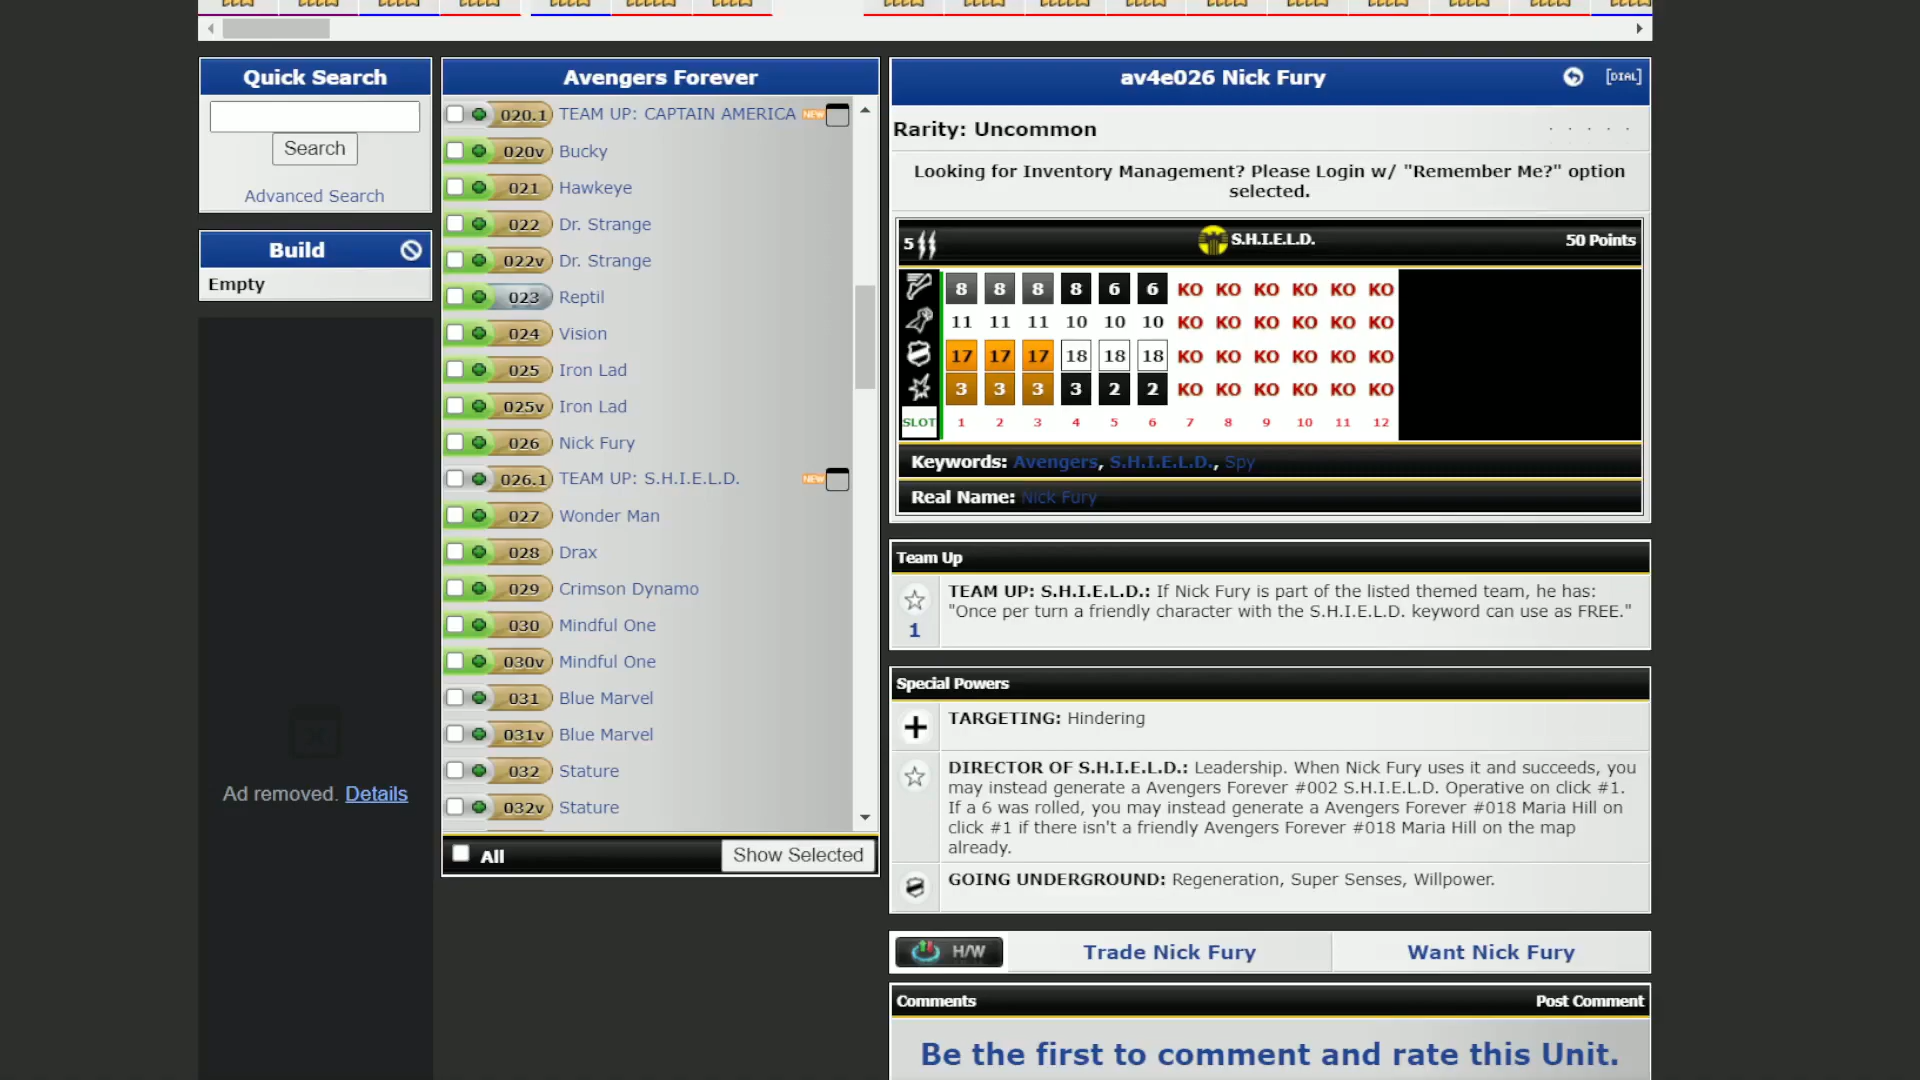 Quick Search
Search
Advanced Search
Build
Empty
Ad removed. Details
Avengers Forever
020.1 TEAM UP: CAPTAIN AMERICA NEW
020v Bucky
021 Hawkeye
022 Dr. Strange
022v Dr. Strange
023 Reptil
024 Vision
025 Iron Lad
025v Iron Lad
026 Nick Fury
026.1 TEAM UP: S.H.I.E.L.D. NEW
027 Wonder Man
028 Drax
029 Crimson Dynamo
030 Mindful One
030v Mindful One
031 Blue Marvel
031v Blue Marvel
032 Stature
032v Stature
All Show Selected
av4e026 Nick Fury [DIAL]
Rarity: Uncommon
Looking for Inventory Management? Please Login w/ "Remember Me?" option
selected.
5 S.H.I.E.L.D. 50 Points
8 8 8 8 6 6 KO KO KO KO KO KO
11 11 11 10 10 10 KO KO KO KO KO KO
17 17 17 18 18 18 KO KO KO KO KO KO
3 3 3 3 2 2 KO KO KO KO KO KO
SLOT 1 2 3 4 5 6 7 8 9 10 11 12
Keywords: Avengers, S.H.I.E.L.D., Spy
Real Name: Nick Fury
Team Up
TEAM UP: S.H.I.E.L.D.: If Nick Fury is part of the listed themed team, he has:
"Once per turn a friendly character with the S.H.I.E.L.D. keyword can use as FREE."
1
Special Powers
TARGETING: Hindering
DIRECTOR OF S.H.I.E.L.D.: Leadership. When Nick Fury uses it and succeeds, you
may instead generate a Avengers Forever #002 S.H.I.E.L.D. Operative on click #1.
If a 6 was rolled, you may instead generate a Avengers Forever #018 Maria Hill on
click #1 if there isn't a friendly Avengers Forever #018 Maria Hill on the map
already.
GOING UNDERGROUND: Regeneration, Super Senses, Willpower.
H/W Trade Nick Fury Want Nick Fury
Comments Post Comment
Be the first to comment and rate this Unit.